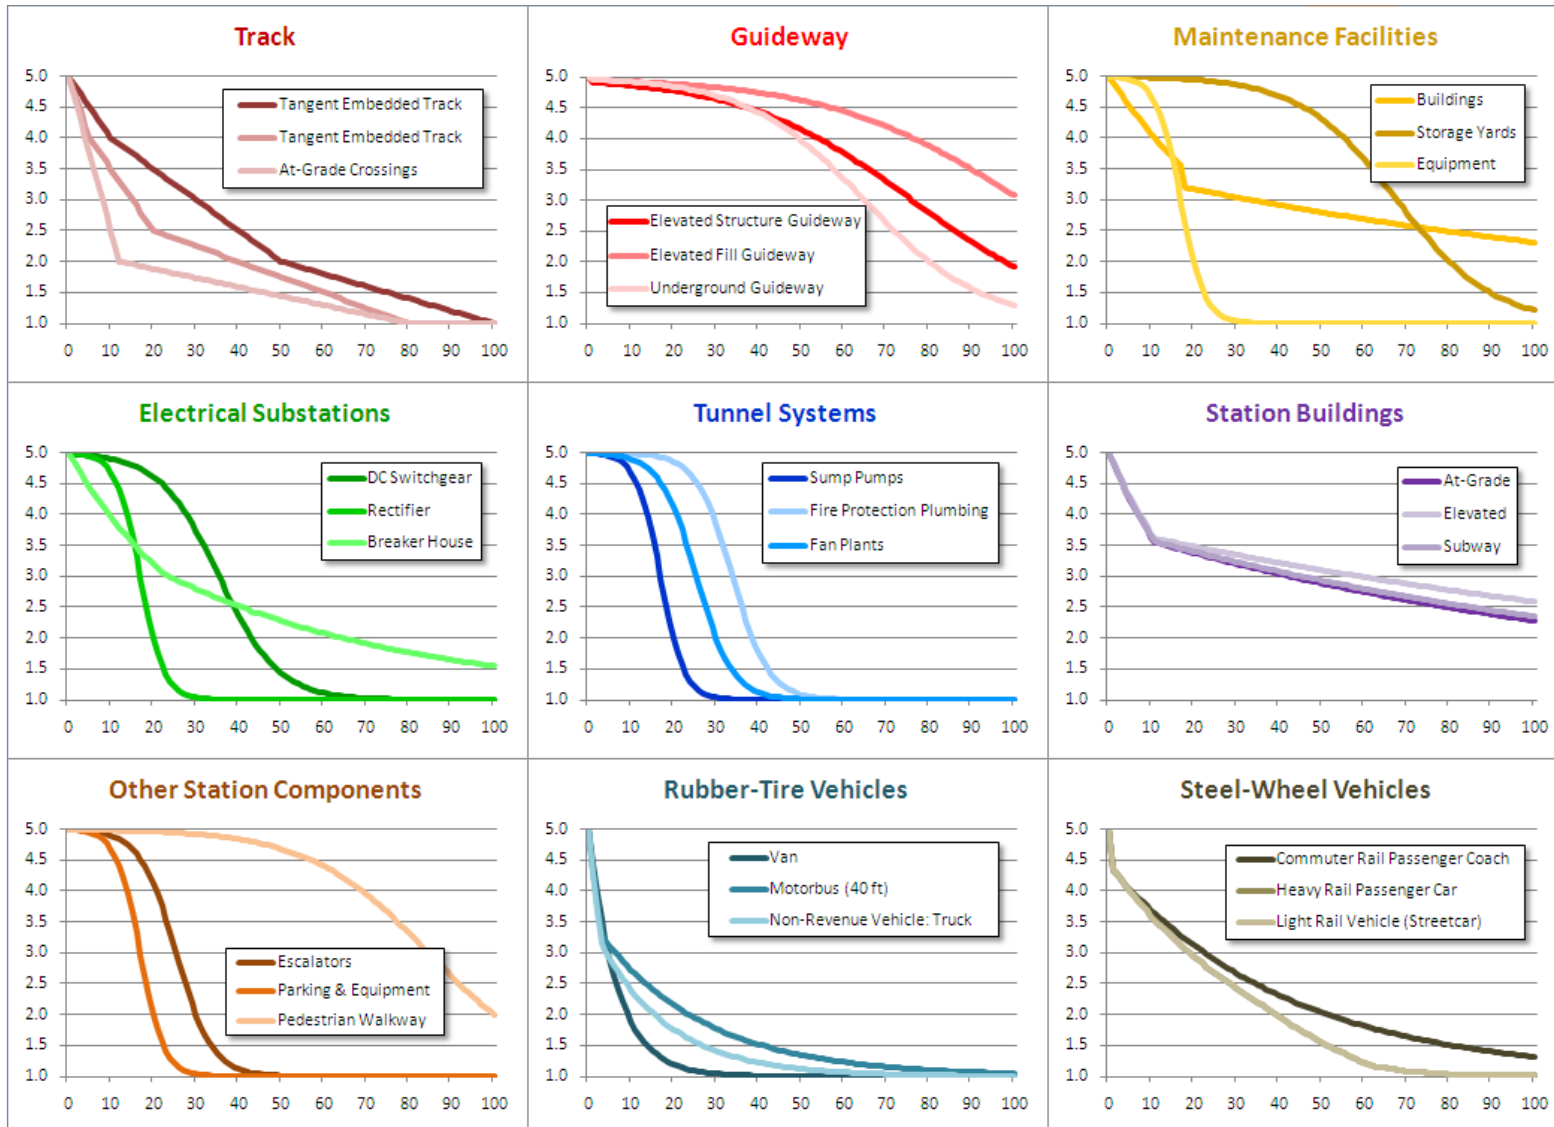 Track
5.0
4.5
4.0
3.5
3.0
2.5
2.0
1.5
1.0
Tangent Embedded Track
Tangent Embedded Track
At-Grade Crossings
0 10 20 30 40 50 60 70 80 90 100
Guideway
5.0
4.5
4.0
3.5
3.0
2.5
2.0
1.5
1.0
Elevated Structure Guideway
Elevated Fill Guideway
Underground Guideway
0 10 20 30 40 50 60 70 80 90 100
Maintenance Facilities
5.0
4.5
4.0
3.5
3.0
2.5
2.0
1.5
1.0
Buildings
Storage Yards
Equipment
0 10 20 30 40 50 60 70 80 90 100
Electrical Substations
5.0
4.5
4.0
3.5
3.0
2.5
2.0
1.5
1.0
DC Switchgear
Rectifier
Breaker House
0 10 20 30 40 50 60 70 80 90 100
Tunnel Systems
5.0
4.5
4.0
3.5
3.0
2.5
2.0
1.5
1.0
Sump Pumps
Fire Protection Plumbing
Fan Plants
0 10 20 30 40 50 60 70 80 90 100
Station Buildings
5.0
4.5
4.0
3.5
3.0
2.5
2.0
1.5
1.0
At-Grade
Elevated
Subway
0 10 20 30 40 50 60 70 80 90 100
Other Station Components
5.0
4.5
4.0
3.5
3.0
2.5
2.0
1.5
1.0
Escalators
Parking & Equipment
Pedestrian Walkway
0 10 20 30 40 50 60 70 80 90 100
Rubber-Tire Vehicles
5.0
4.5
4.0
3.5
3.0
2.5
2.0
1.5
1.0
Van
Motorbus (40 ft)
Non-Revenue Vehicle: Truck
0 10 20 30 40 50 60 70 80 90 100
Steel-Wheel Vehicles
5.0
4.5
4.0
3.5
3.0
2.5
2.0
1.5
1.0
Commuter Rail Passenger Coach
Heavy Rail Passenger Car
Light Rail Vehicle (Streetcar)
0 10 20 30 40 50 60 70 80 90 100